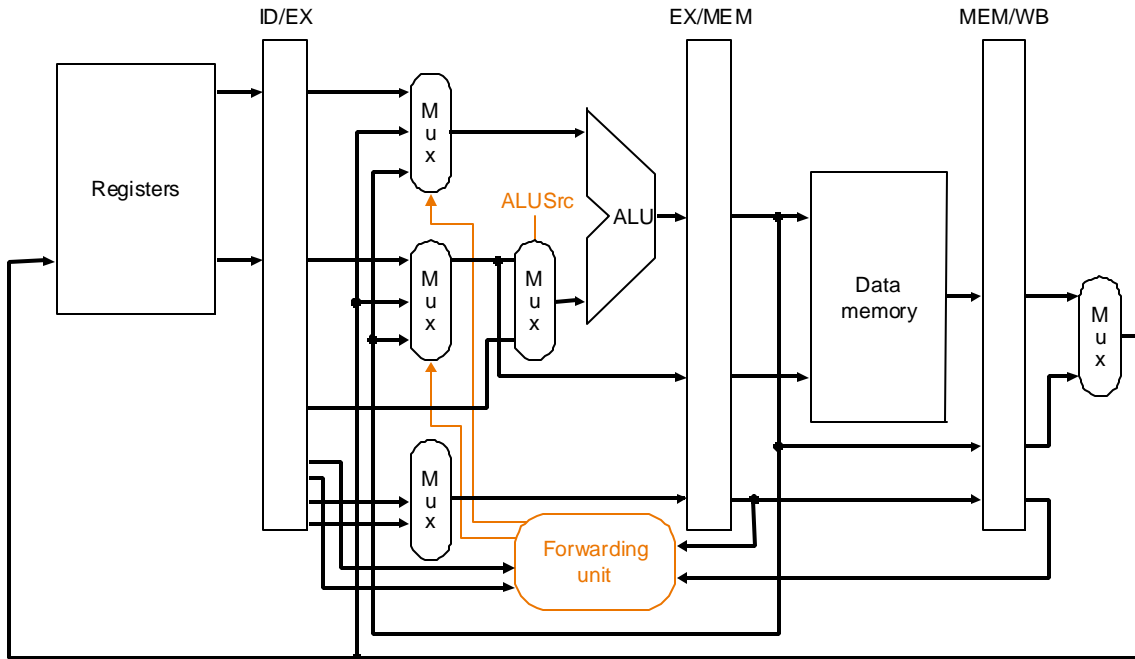 ID/EX
EX/MEM
MEM/WB
M
u
x
Registers
ALUSrc
ALU
M
u
x
M
u
x
Data
memory
M
u
x
M
u
x
Forwarding
unit